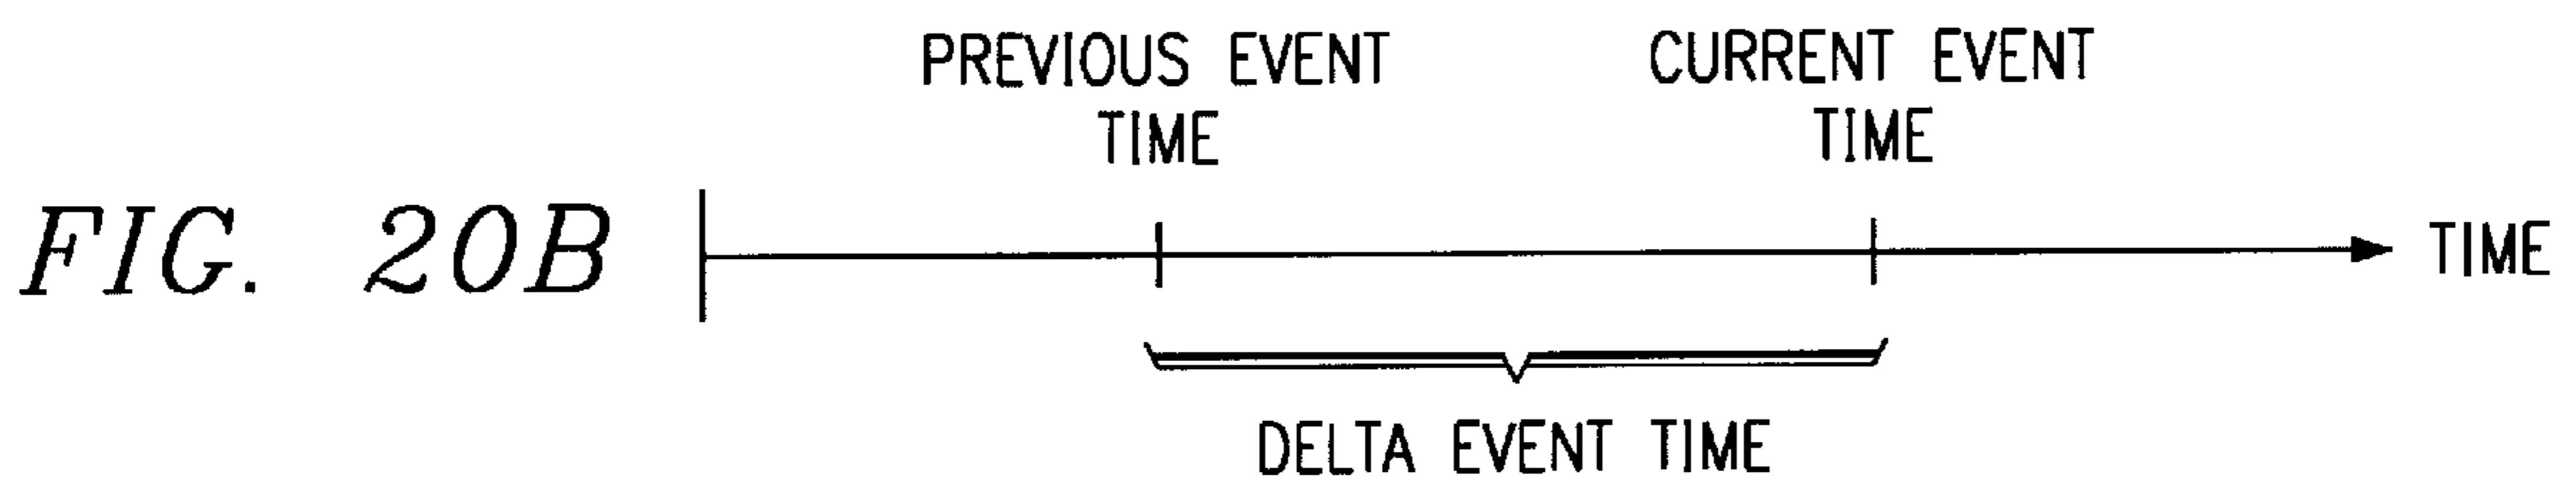 PREVIOUS EVENT
TIME
CURRENT EVENT
TIME
FIG. 20B
TIME
DELTA EVENT TIME